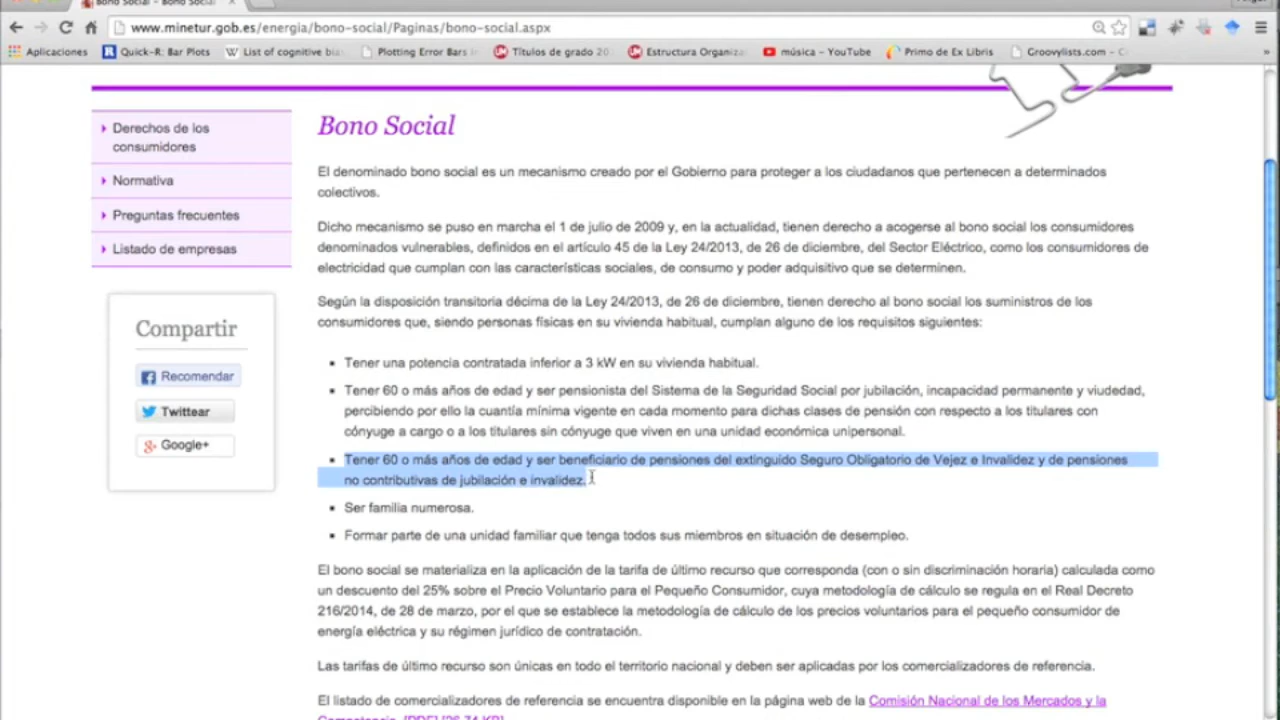 Bono Social - Bono Social
www.minetur.gob.es/energia/bono-social/Paginas/bono-social.aspx
Aplicaciones
Quick-R: Bar Plots
List of cognitive bia
Plotting Error Bars i
Títulos de grado 20
Estructura Organiza
música - YouTube
Primo de Ex Libris
Groovylists.com - C
Derechos de los
consumidores
Normativa
Preguntas frecuentes
Listado de empresas
Compartir
Recomendar
Twittear
Google+
Bono Social
El denominado bono social es un mecanismo creado por el Gobierno para proteger a los ciudadanos que pertenecen a determinados
colectivos.
Dicho mecanismo se puso en marcha el 1 de julio de 2009 y, en la actualidad, tienen derecho a acogerse al bono social los consumidores
denominados vulnerables, definidos en el artículo 45 de la Ley 24/2013, de 26 de diciembre, del Sector Eléctrico, como los consumidores de
electricidad que cumplan con las características sociales, de consumo y poder adquisitivo que se determinen.
Según la disposición transitoria décima de la Ley 24/2013, de 26 de diciembre, tienen derecho al bono social los suministros de los
consumidores que, siendo personas físicas en su vivienda habitual, cumplan alguno de los requisitos siguientes:
Tener una potencia contratada inferior a 3 kW en su vivienda habitual.
Tener 60 o más años de edad y ser pensionista del Sistema de la Seguridad Social por jubilación, incapacidad permanente y viudedad,
percibiendo por ello la cuantía mínima vigente en cada momento para dichas clases de pensión con respecto a los titulares con
cónyuge a cargo o a los titulares sin cónyuge que viven en una unidad económica unipersonal.
Tener 60 o más años de edad y ser beneficiario de pensiones del extinguido Seguro Obligatorio de Vejez e Invalidez y de pensiones
no contributivas de jubilación e invalidez.
Ser familia numerosa.
Formar parte de una unidad familiar que tenga todos sus miembros en situación de desempleo.
El bono social se materializa en la aplicación de la tarifa de último recurso que corresponda (con o sin discriminación horaria) calculada como
un descuento del 25% sobre el Precio Voluntario para el Pequeño Consumidor, cuya metodología de cálculo se regula en el Real Decreto
216/2014, de 28 de marzo, por el que se establece la metodología de cálculo de los precios voluntarios para el pequeño consumidor de
energía eléctrica y su régimen jurídico de contratación.
Las tarifas de último recurso son únicas en todo el territorio nacional y deben ser aplicadas por los comercializadores de referencia.
El listado de comercializadores de referencia se encuentra disponible en la página web de la Comisión Nacional de los Mercados y la
Competencia. [PDF] [26,74 KB]